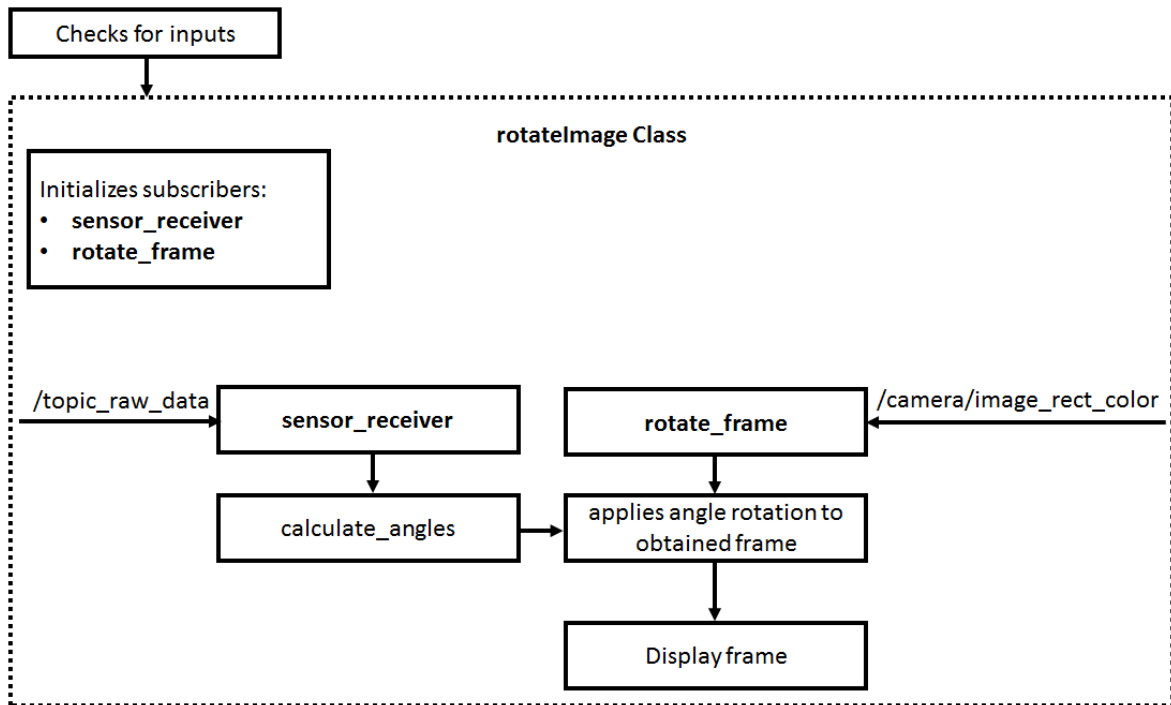 Checks for inputs
rotateImage Class
Initializes subscribers:
• sensor_receiver
• rotate_frame
/topic_raw_data
sensor_receiver
rotate_frame
/camera/image_rect_color
calculate_angles
applies angle rotation to
obtained frame
Display frame